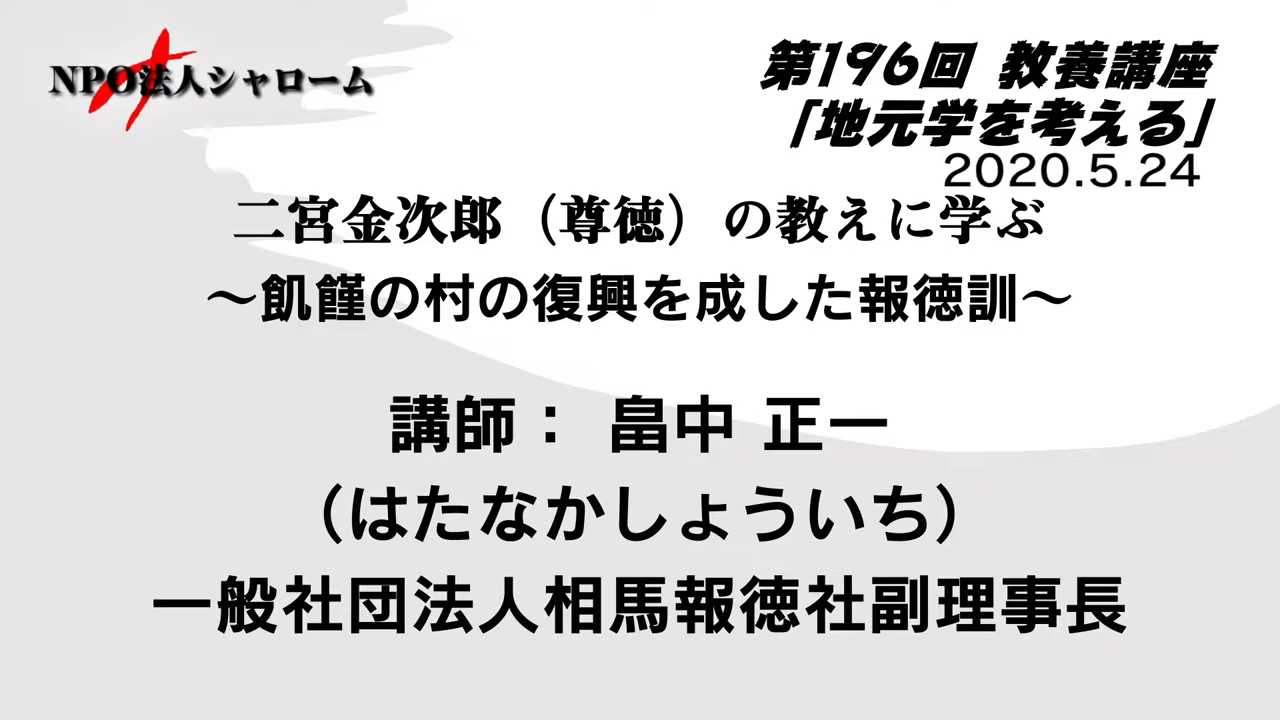 NPO法人シャローム
第196回 教養講座
「地元学を考える」
2020.5.24
二宮金次郎（尊徳）の教えに学ぶ
～飢饉の村の復興を成した報徳訓～
講師： 畠中 正一
（はたなかしょういち）
一般社団法人相馬報徳社副理事長